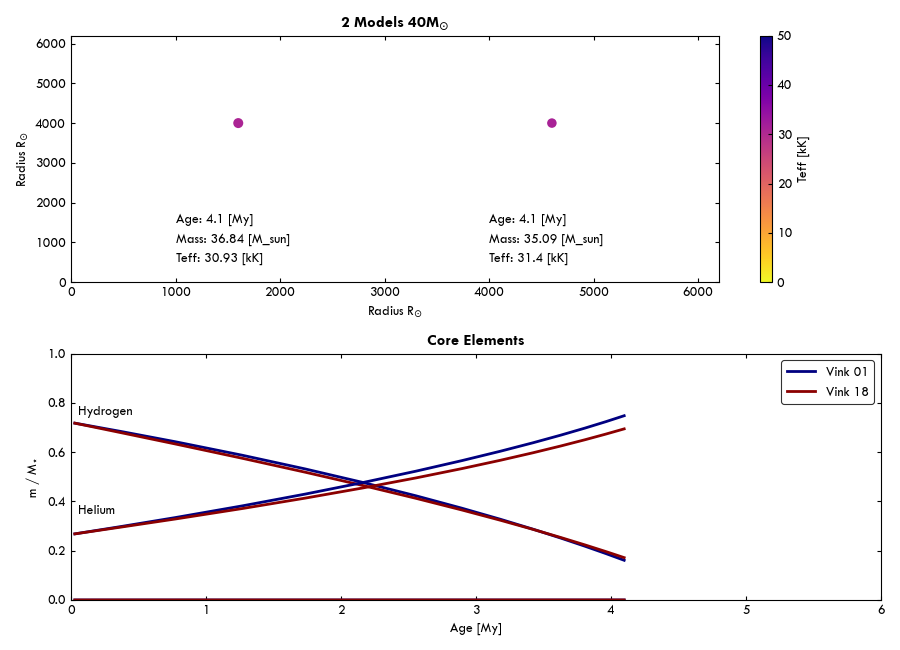 2 Models 40M⊙
6000
5000
4000
3000
2000
1000
0
Radius R⊙
Age: 4.1 [My]
Mass: 36.84 [M_sun]
Teff: 30.93 [kK]
Age: 4.1 [My]
Mass: 35.09 [M_sun]
Teff: 31.4 [kK]
0 1000 2000 3000 4000 5000 6000
Radius R⊙
50
40
30
20
10
0
Teff [kK]
Core Elements
1.0
0.8
0.6
0.4
0.2
0.0
m / M⋆
Hydrogen
Helium
Vink 01
Vink 18
0 1 2 3 4 5 6
Age [My]